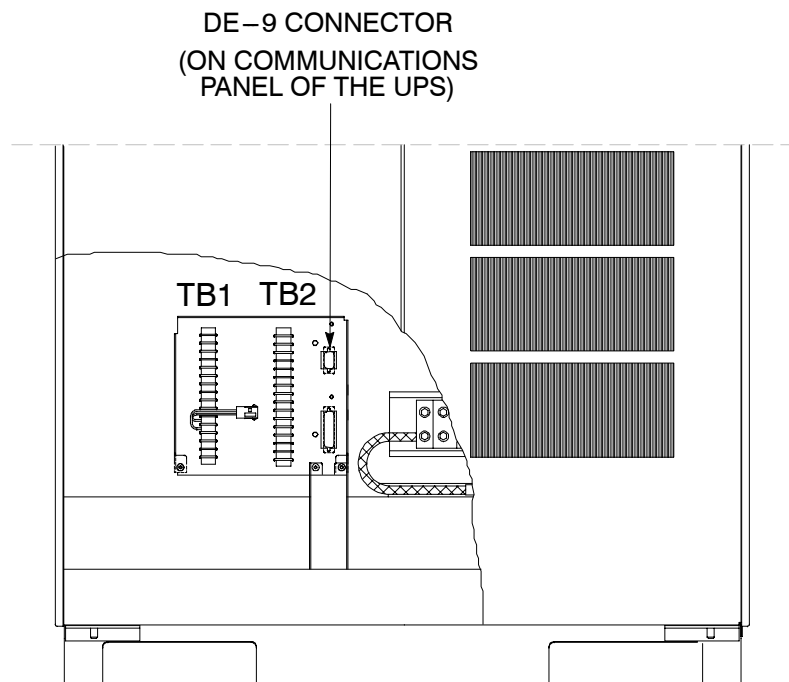 DE–9 CONNECTOR
(ON COMMUNICATIONS
PANEL OF THE UPS)
TB1 TB2